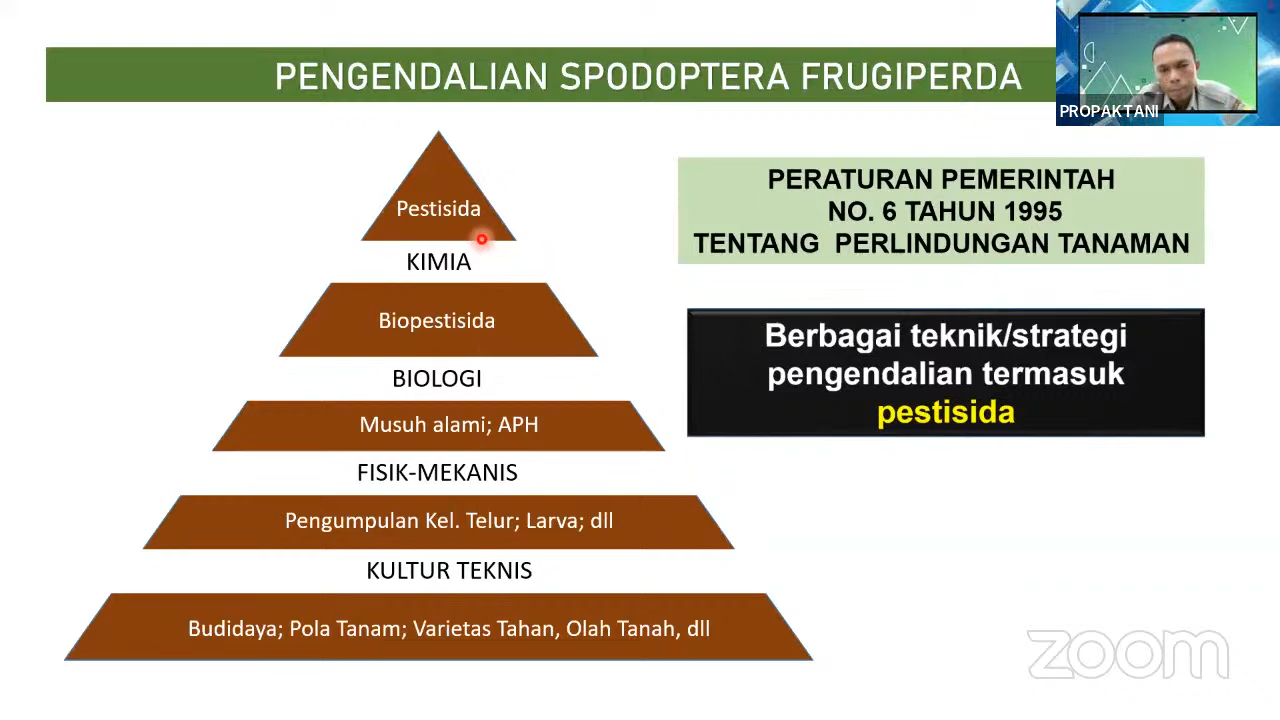 PENGENDALIAN SPODOPTERA FRUGIPERDA
PROPAKTANI
Pestisida
KIMIA
Biopestisida
BIOLOGI
Musuh alami; APH
FISIK-MEKANIS
Pengumpulan Kel. Telur; Larva; dll
KULTUR TEKNIS
Budidaya; Pola Tanam; Varietas Tahan, Olah Tanah, dll
PERATURAN PEMERINTAH
NO. 6 TAHUN 1995
TENTANG PERLINDUNGAN TANAMAN
Berbagai teknik/strategi
pengendalian termasuk
pestisida
zoom